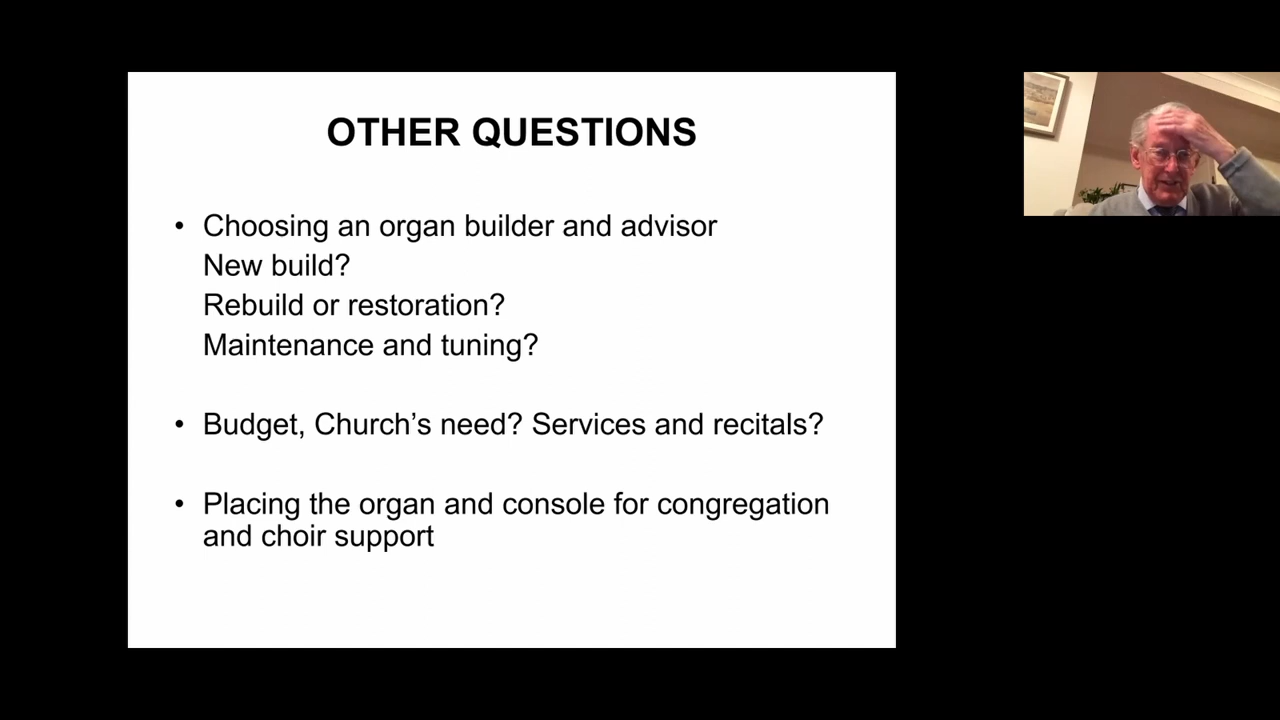 OTHER QUESTIONS
• Choosing an organ builder and advisor
New build?
Rebuild or restoration?
Maintenance and tuning?
• Budget, Church’s need? Services and recitals?
• Placing the organ and console for congregation
and choir support